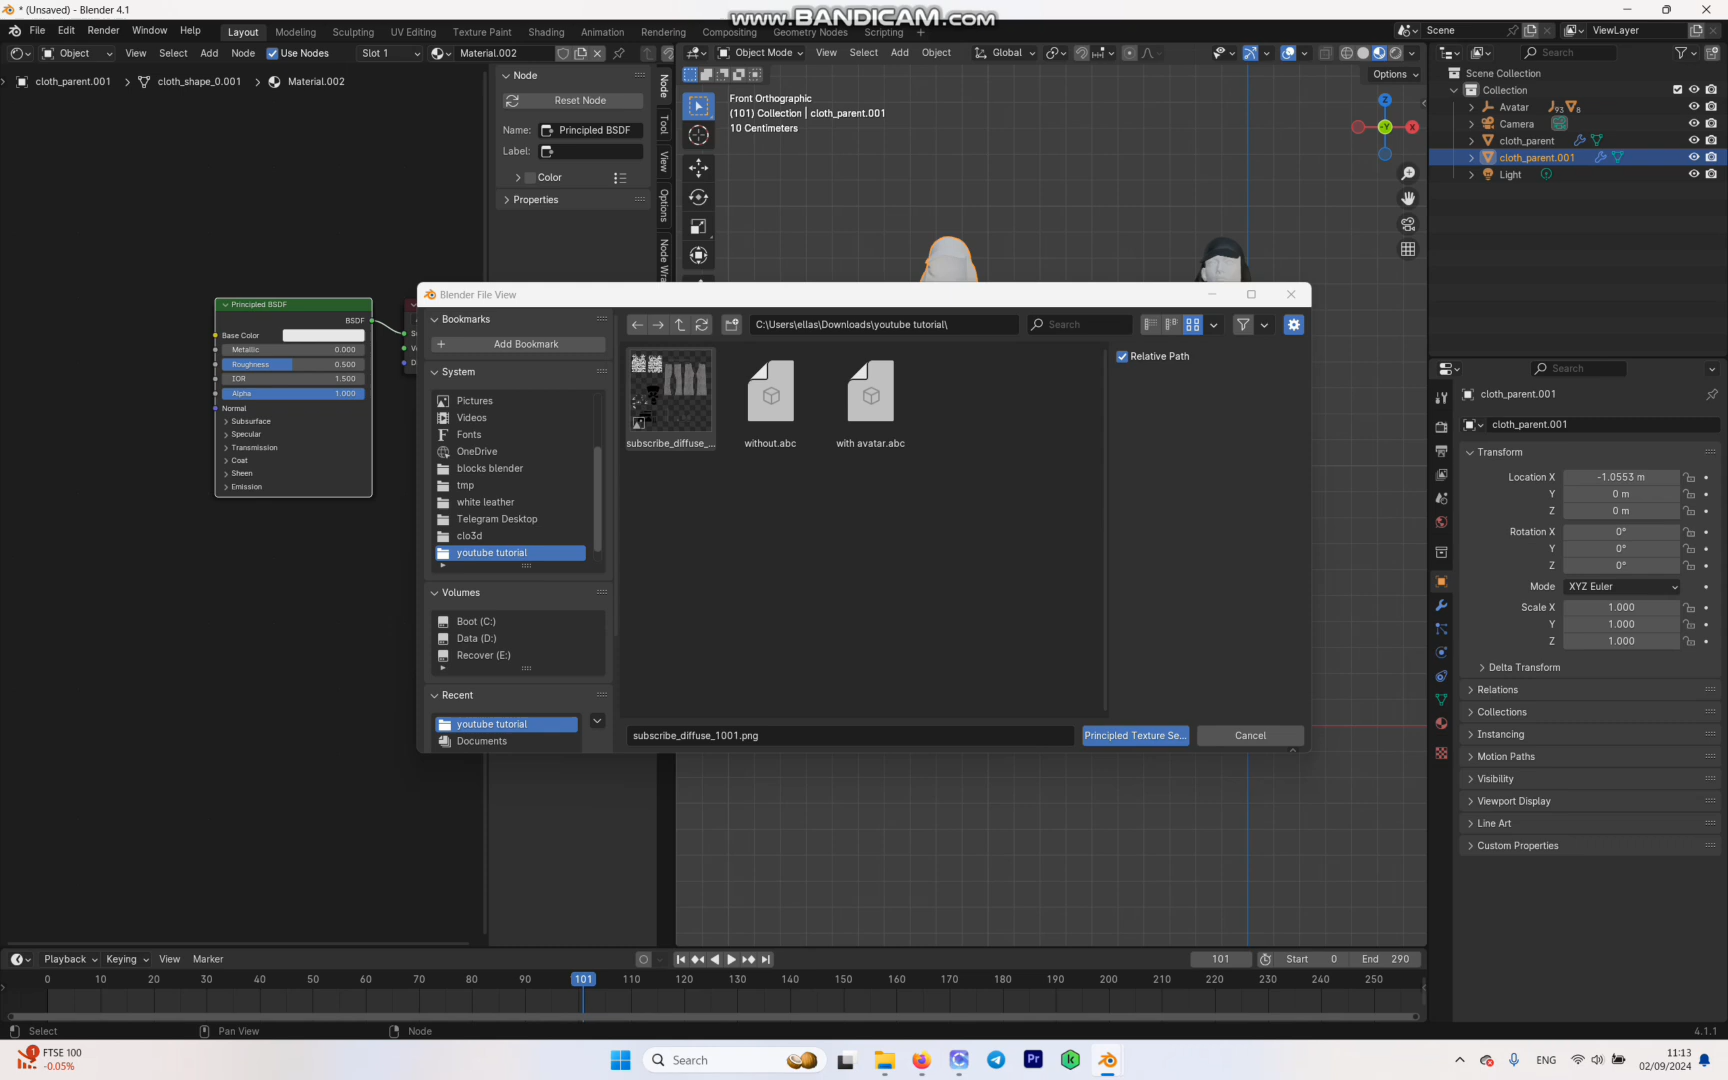 * (Unsaved) - Blender 4.1
www.BANDICAM.com
File Edit Render Window Help
Layout Modeling Sculpting UV Editing Texture Paint Shading Animation Rendering Compositing Geometry Nodes Scripting +
Scene ViewLayer
Object View Select Add Node Use Nodes Slot 1 Material.002
Object Mode View Select Add Object Global
Search
cloth_parent.001 > cloth_shape_0.001 > Material.002
Options
Node
Reset Node
Name: Principled BSDF
Label:
Color
Properties
Node
Tool
View
Options
Node Wra
Front Orthographic
(101) Collection | cloth_parent.001
10 Centimeters
Z
-Y
X
Scene Collection
Collection
Avatar 93 8
Camera
cloth_parent
cloth_parent.001
Light
Principled BSDF
BSDF
Base Color
Metallic 0.000
Roughness 0.500
IOR 1.500
Alpha 1.000
Normal
Subsurface
Specular
Transmission
Coat
Sheen
Emission
Blender File View
Bookmarks
Add Bookmark
System
Pictures
Videos
Fonts
OneDrive
blocks blender
tmp
white leather
Telegram Desktop
clo3d
youtube tutorial
Volumes
Boot (C:)
Data (D:)
Recover (E:)
Recent
youtube tutorial
Documents
C:\Users\ellas\Downloads\youtube tutorial\
Search
Relative Path
subscribe_diffuse_...
without.abc
with avatar.abc
subscribe_diffuse_1001.png
Principled Texture Se...
Cancel
Search
cloth_parent.001
cloth_parent.001
Transform
Location X -1.0553 m
Y 0 m
Z 0 m
Rotation X 0°
Y 0°
Z 0°
Mode XYZ Euler
Scale X 1.000
Y 1.000
Z 1.000
Delta Transform
Relations
Collections
Instancing
Motion Paths
Visibility
Viewport Display
Line Art
Custom Properties
Playback Keying View Marker
101 Start 0 End 290
0 10 20 30 40 50 60 70 80 90 101 110 120 130 140 150 160 170 180 190 200 210 220 230 240 250
Select Pan View Node
4.1.1
1
FTSE 100
-0.05%
Search
Pr
k
ENG
11:13
02/09/2024